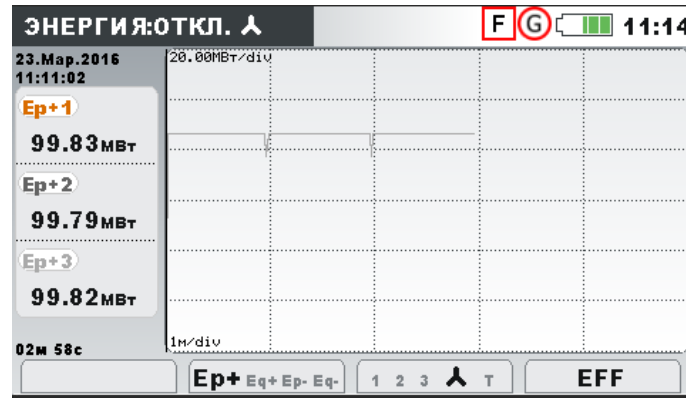 ЭНЕРГИЯ:ОТКЛ. F G 11:14
23.Мар.2016
11:11:02
20.00МВт/div
Ep+1
99.83мвт
Ep+2
99.79мвт
Ep+3
99.82мвт
02м 58с
1м/div
Ep+ Eq+ Ep- Eq- 1 2 3 T EFF